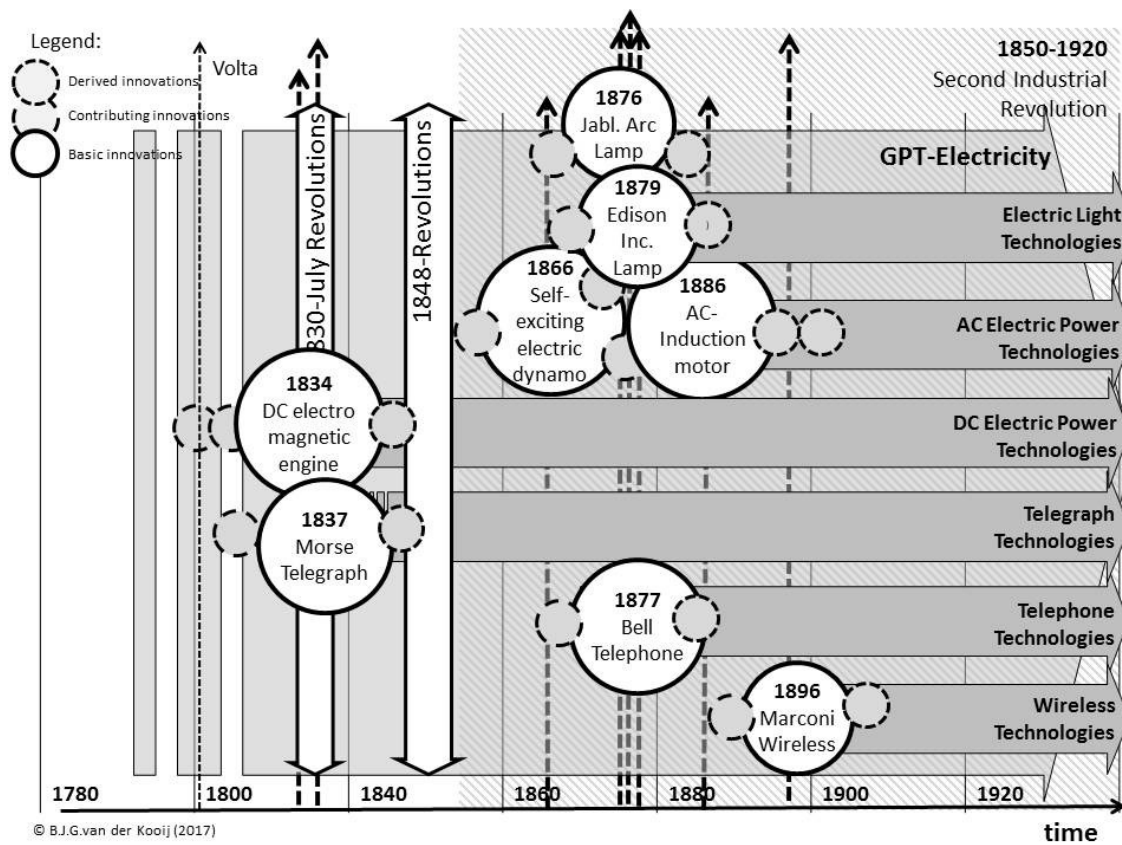 Legend:
Derived innovations
Contributing innovations
Basic innovations
Volta
1850-1920
Second Industrial
Revolution
GPT-Electricity
830-July Revolutions
1848-Revolutions
1876
Jabl. Arc
Lamp
1879
Edison
Inc.
Lamp
1866
Self-
exciting
electric
dynamo
1886
AC-
Induction
motor
1834
DC electro
magnetic
engine
1837
Morse
Telegraph
1877
Bell
Telephone
1896
Marconi
Wireless
Electric Light
Technologies
AC Electric Power
Technologies
DC Electric Power
Technologies
Telegraph
Technologies
Telephone
Technologies
Wireless
Technologies
1780
1800
1840
1860
1880
1900
1920
© B.J.G.van der Kooij (2017)
time